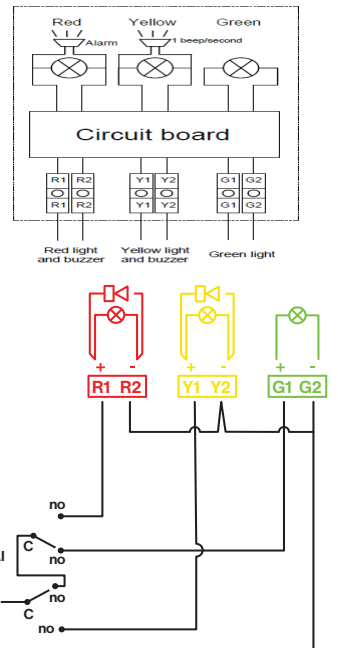 Red Yellow Green
Alarm 1 beep/second
Circuit board
R1 R2 Y1 Y2 G1 G2
R1 R2 Y1 Y2 G1 G2
Red light and buzzer
Yellow light and buzzer
Green light
+ - + - + -
R1 R2 Y1 Y2 G1 G2
no
C
no
no
C
no